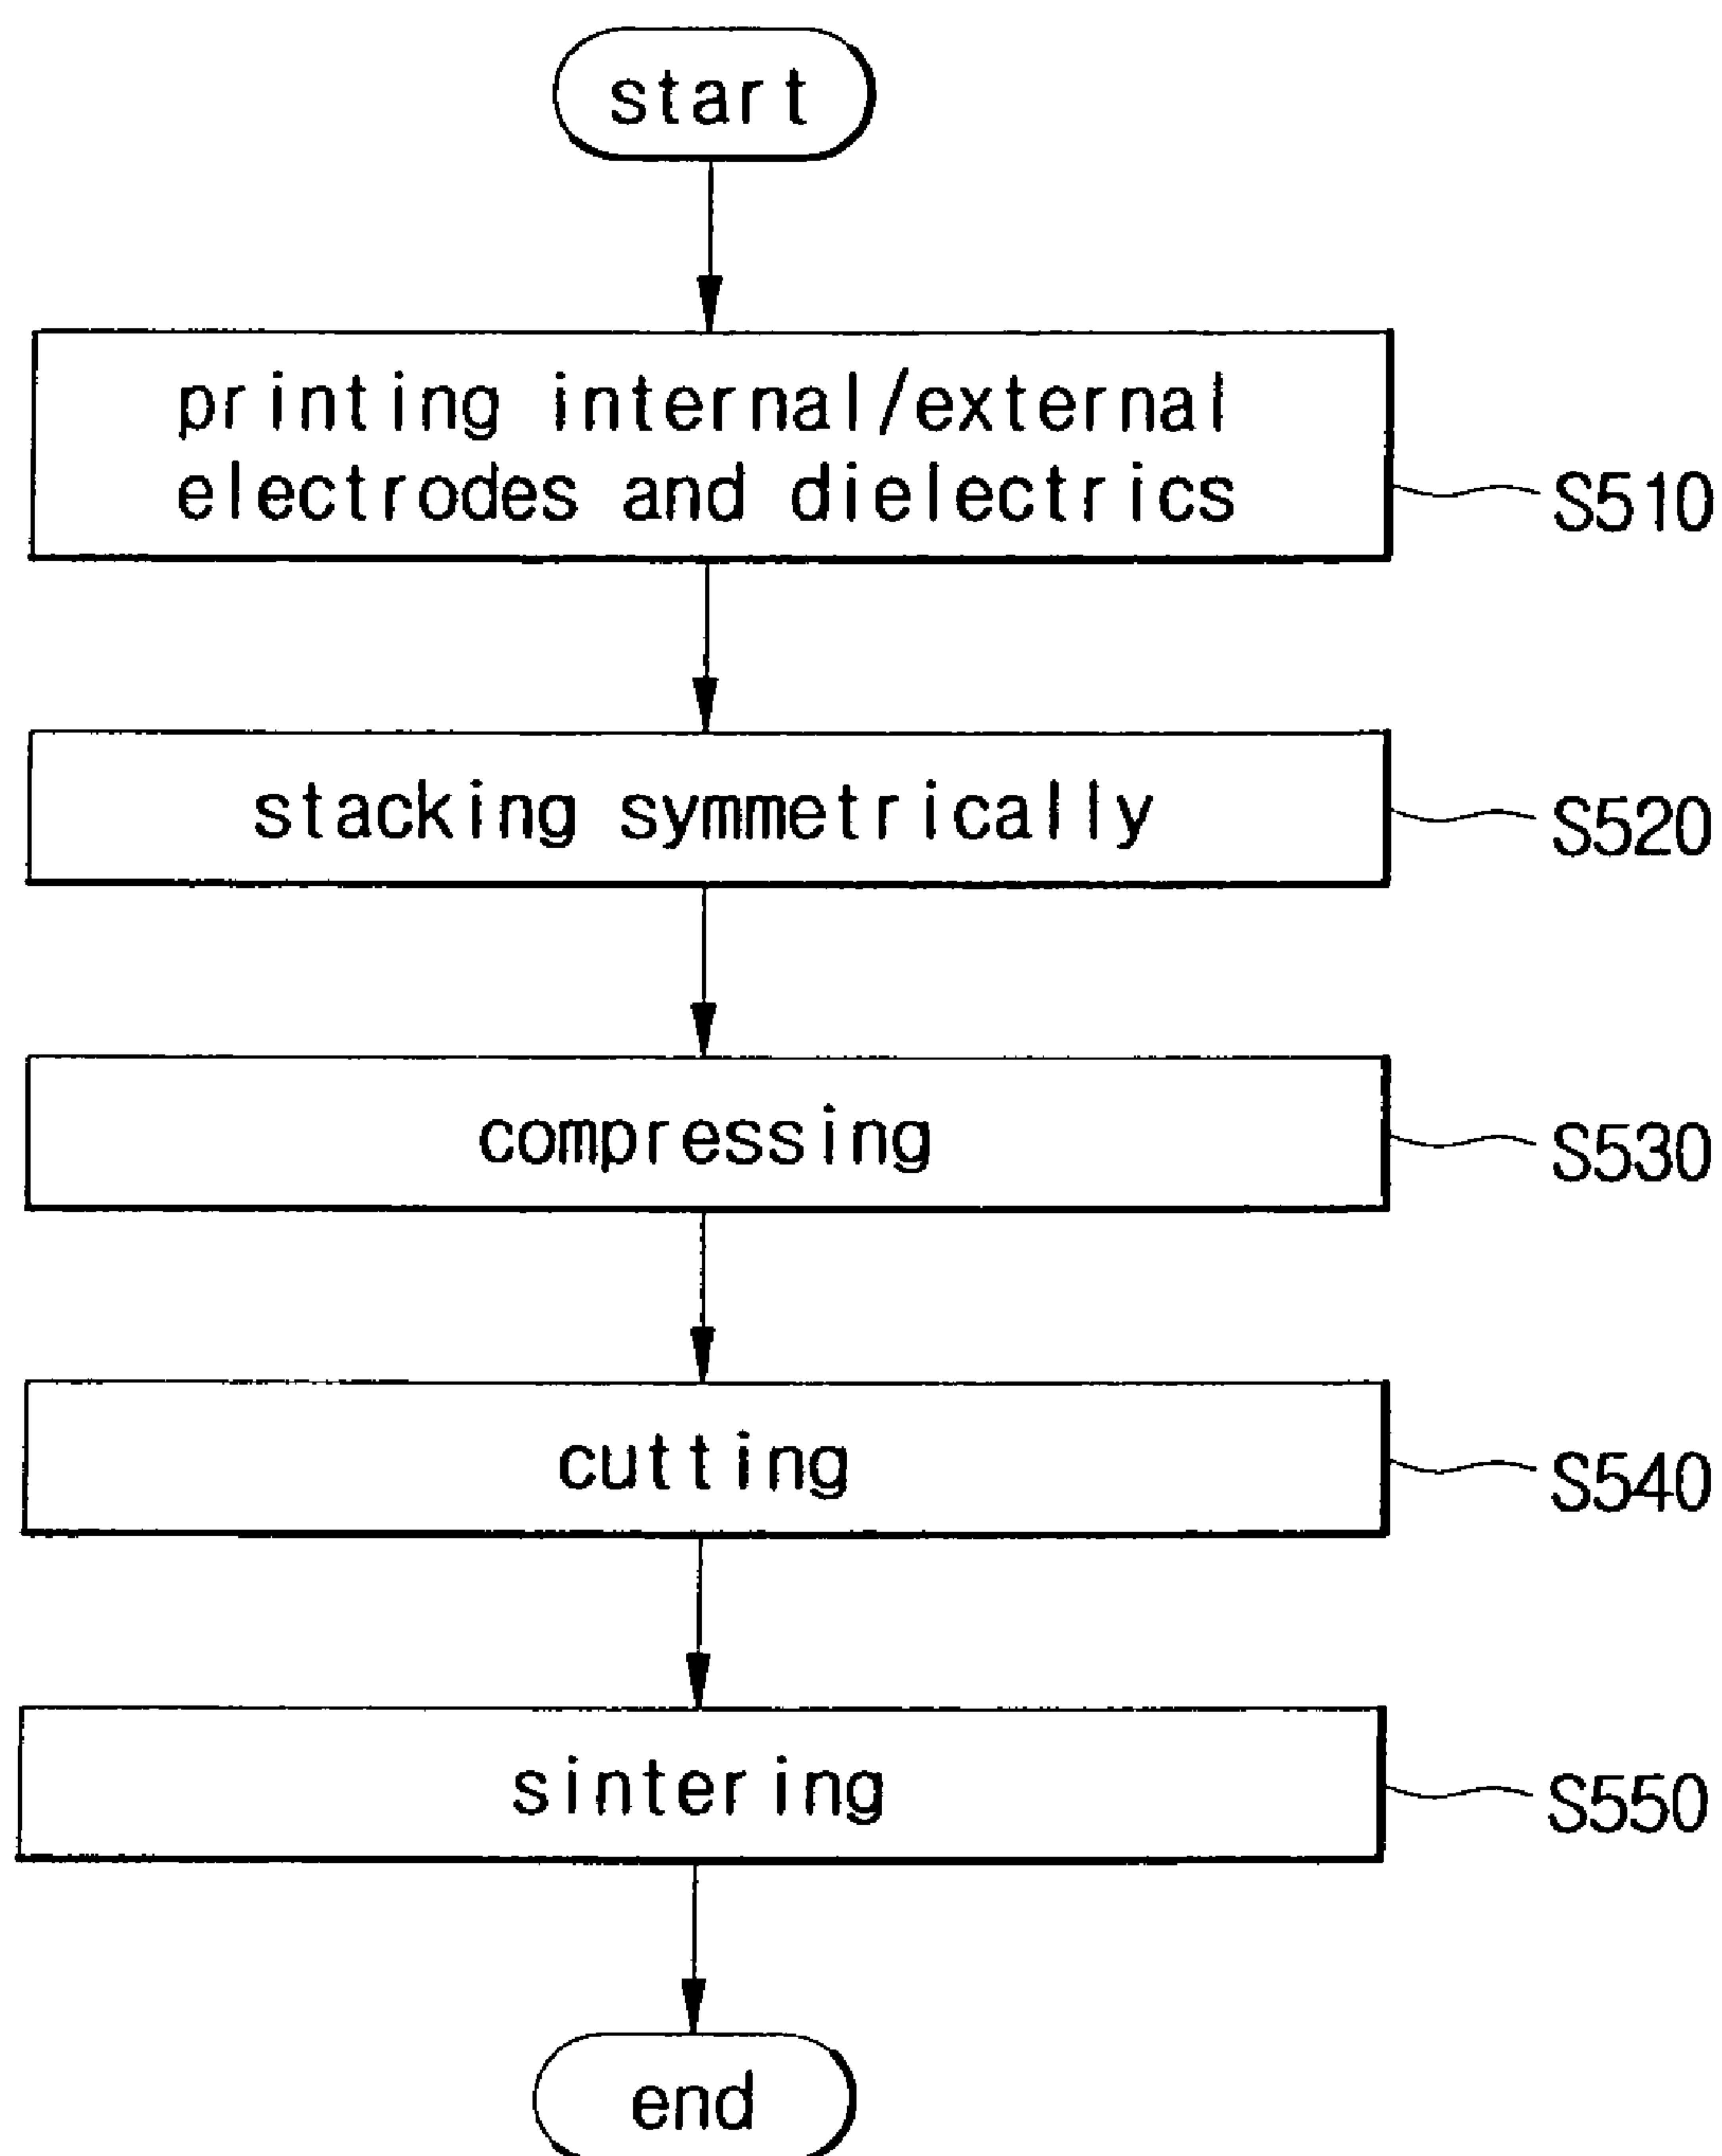 start
printing internal/external
electrodes and dielectrics
S510
stacking symmetrically
S520
compressing
S530
cutting
S540
sintering
S550
end